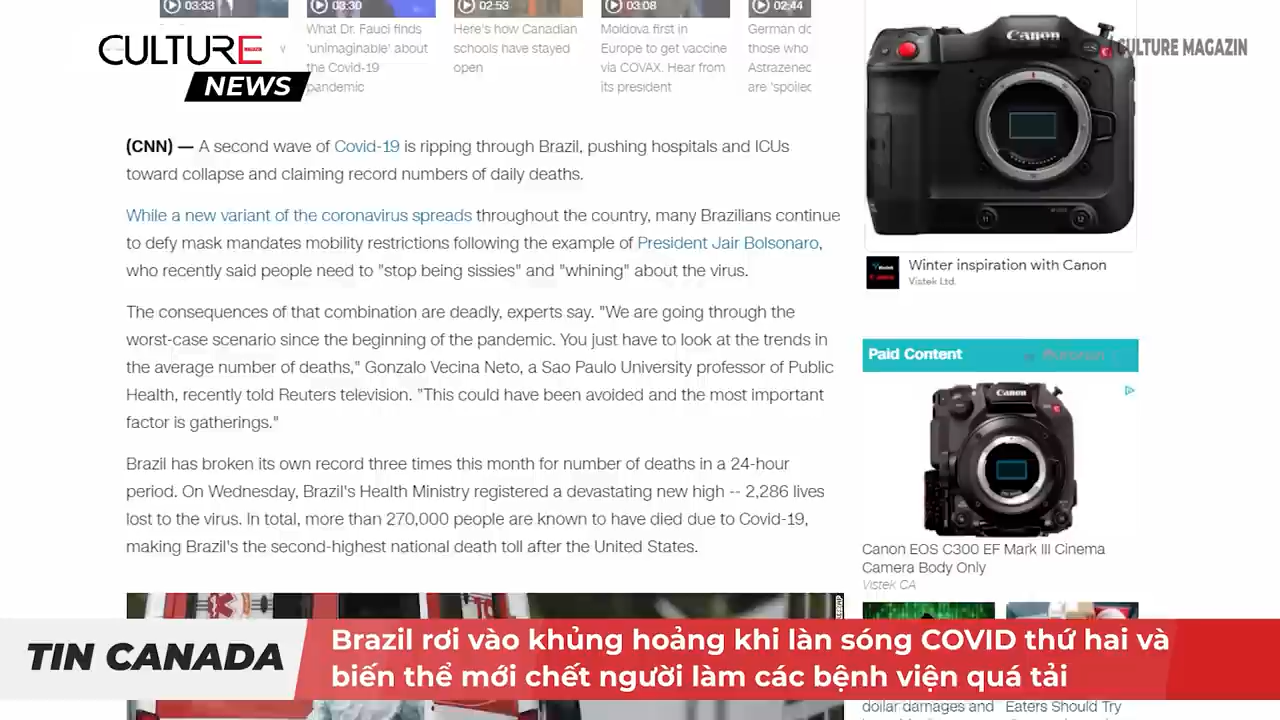 03:33
03:30
02:53
03:08
02:44
What Dr. Fauci finds
'unimaginable' about
the Covid-19
pandemic
Here's how Canadian
schools have stayed
open
Moldova first in
Europe to get vaccine
via COVAX. Hear from
its president
German do
those who
Astrazenec
are 'spoiled
CULTURE
NEWS
CULTURE MAGAZIN
(CNN) — A second wave of Covid-19 is ripping through Brazil, pushing hospitals and ICUs
toward collapse and claiming record numbers of daily deaths.
While a new variant of the coronavirus spreads throughout the country, many Brazilians continue
to defy mask mandates mobility restrictions following the example of President Jair Bolsonaro,
who recently said people need to "stop being sissies" and "whining" about the virus.
The consequences of that combination are deadly, experts say. "We are going through the
worst-case scenario since the beginning of the pandemic. You just have to look at the trends in
the average number of deaths," Gonzalo Vecina Neto, a Sao Paulo University professor of Public
Health, recently told Reuters television. "This could have been avoided and the most important
factor is gatherings."
Brazil has broken its own record three times this month for number of deaths in a 24-hour
period. On Wednesday, Brazil's Health Ministry registered a devastating new high -- 2,286 lives
lost to the virus. In total, more than 270,000 people are known to have died due to Covid-19,
making Brazil's the second-highest national death toll after the United States.
Canon
Winter inspiration with Canon
Vistek Ltd.
Paid Content
Canon
Canon EOS C300 EF Mark III Cinema
Camera Body Only
Vistek CA
dollar damages and
Eaters Should Try
TIN CANADA
Brazil rơi vào khủng hoảng khi làn sóng COVID thứ hai và
biến thể mới chết người làm các bệnh viện quá tải